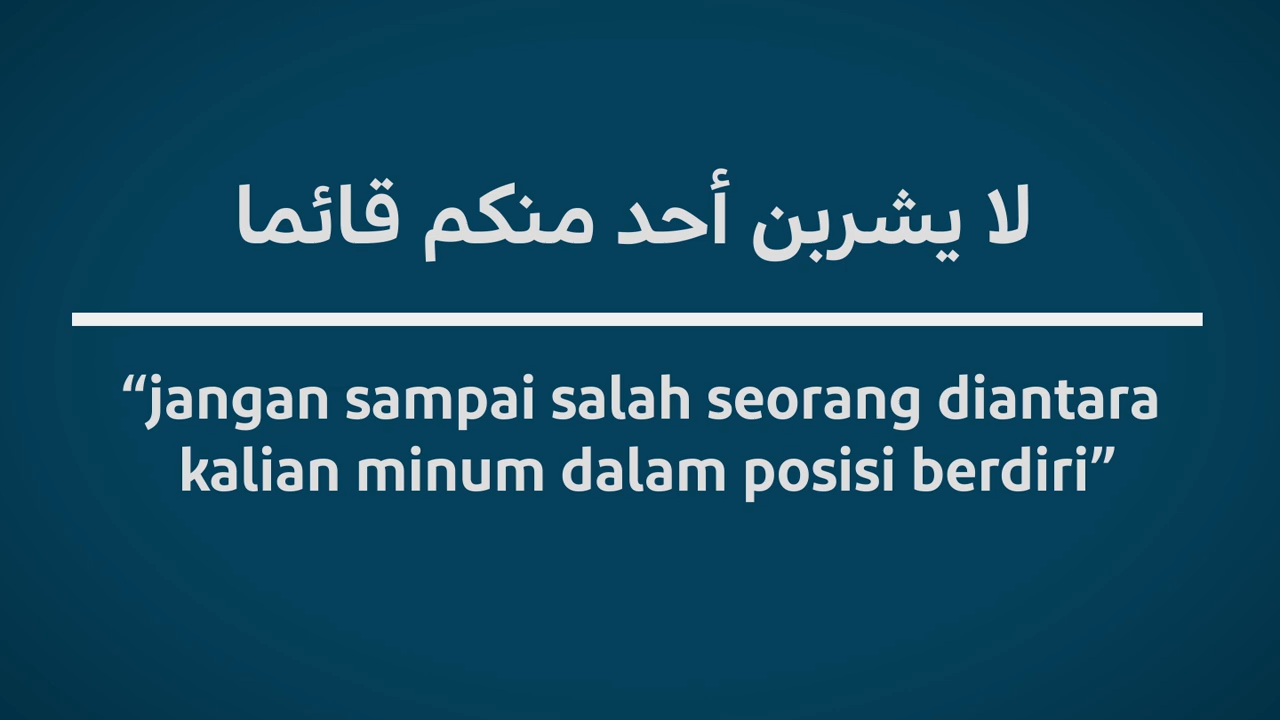 لا يشربن أحد منكم قائما
“jangan sampai salah seorang diantara
kalian minum dalam posisi berdiri”